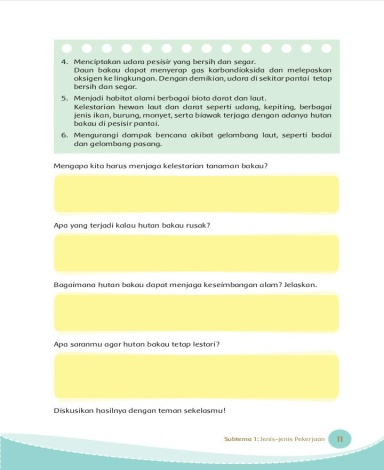 4. Menciptakan udara pesisir yang bersih dan segar.
Daun bakau dapat menyerap gas karbondioksida dan melepaskan
oksigen ke lingkungan. Dengan demikian, udara di sekitar pantai tetap
bersih dan segar.
5. Menjadi habitat alami berbagai biota darat dan laut.
Kelestarian hewan laut dan darat seperti udang, kepiting, berbagai
jenis ikan, burung, monyet, serta biawak terjaga dengan adanya hutan
bakau di pesisir pantai.
6. Mengurangi dampak bencana akibat gelombang laut, seperti badai
dan gelombang pasang.
Mengapa kita harus menjaga kelestarian tanaman bakau?
Apa yang terjadi kalau hutan bakau rusak?
Bagaimana hutan bakau dapat menjaga keseimbangan alam? Jelaskan.
Apa saranmu agar hutan bakau tetap lestari?
Diskusikan hasilnya dengan teman sekelasmu!
Subtema 1: Jenis-jenis Pekerjaan 11